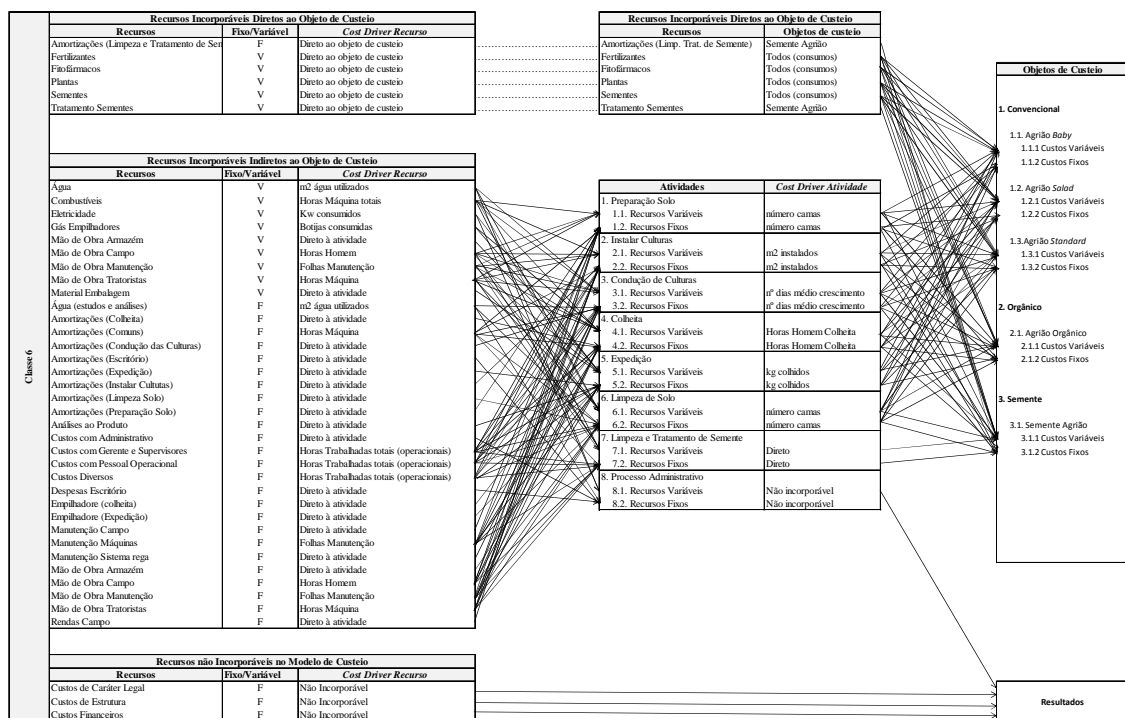 Classe 6
Recursos Incorporáveis Diretos ao Objeto de Custeio
Recursos Fixo/Variável Cost Driver Recurso
Amortizações (Limpeza e Tratamento de Sen F Direto ao objeto de custeio
Fertilizantes V Direto ao objeto de custeio
Fitofármacos V Direto ao objeto de custeio
Plantas V Direto ao objeto de custeio
Sementes V Direto ao objeto de custeio
Tratamento Sementes V Direto ao objeto de custeio
Recursos Incorporáveis Diretos ao Objeto de Custeio
Recursos Objetos de custeio
Amortizações (Limp. Trat. de Semente) Semente Agrião
Fertilizantes Todos (consumos)
Fitofármacos Todos (consumos)
Plantas Todos (consumos)
Sementes Todos (consumos)
Tratamento Sementes Semente Agrião
Recursos Incorporáveis Indiretos ao Objeto de Custeio
Recursos Fixo/Variável Cost Driver Recurso
Água V m2 água utilizados
Combustíveis V Horas Máquina totais
Eletricidade V Kw consumidos
Gás Empilhadores V Botijas consumidas
Mão de Obra Armazém V Direto à atividade
Mão de Obra Campo V Horas Homem
Mão de Obra Manutenção V Folhas Manutenção
Mão de Obra Tratoristas V Horas Máquina
Material Embalagem V Direto à atividade
Água (estudos e análises) F m2 água utilizados
Amortizações (Colheita) F Direto à atividade
Amortizações (Comuns) F Horas Máquina
Amortizações (Condução das Culturas) F Direto à atividade
Amortizações (Escritório) F Direto à atividade
Amortizações (Expedição) F Direto à atividade
Amortizações (Instalar Cultutas) F Direto à atividade
Amortizações (Limpeza Solo) F Direto à atividade
Amortizações (Preparação Solo) F Direto à atividade
Análises ao Produto F Direto à atividade
Custos com Administrativo F Direto à atividade
Custos com Gerente e Supervisores F Horas Trabalhadas totais (operacionais)
Custos com Pessoal Operacional F Horas Trabalhadas totais (operacionais)
Custos Diversos F Horas Trabalhadas totais (operacionais)
Despesas Escritório F Direto à atividade
Empilhadore (colheita) F Direto à atividade
Empilhadore (Expedição) F Direto à atividade
Manutenção Campo F Direto à atividade
Manutenção Máquinas F Folhas Manutenção
Manutenção Sistema rega F Direto à atividade
Mão de Obra Armazém F Direto à atividade
Mão de Obra Campo F Horas Homem
Mão de Obra Manutenção F Folhas Manutenção
Mão de Obra Tratoristas F Horas Máquina
Rendas Campo F Direto à atividade
Atividades Cost Driver Atividade
1. Preparação Solo
1.1. Recursos Variáveis número camas
1.2. Recursos Fixos número camas
2. Instalar Culturas
2.1. Recursos Variáveis m2 instalados
2.2. Recursos Fixos m2 instalados
3. Condução de Culturas
3.1. Recursos Variáveis nº dias médio crescimento
3.2. Recursos Fixos nº dias médio crescimento
4. Colheita
4.1. Recursos Variáveis Horas Homem Colheita
4.2. Recursos Fixos Horas Homem Colheita
5. Expedição
5.1. Recursos Variáveis kg colhidos
5.2. Recursos Fixos kg colhidos
6. Limpeza de Solo
6.1. Recursos Variáveis número camas
6.2. Recursos Fixos número camas
7. Limpeza e Tratamento de Semente
7.1. Recursos Variáveis Direto
7.2. Recursos Fixos Direto
8. Processo Administrativo
8.1. Recursos Variáveis Não incorporável
8.2. Recursos Fixos Não incorporável
Objetos de Custeio
1. Convencional
1.1. Agrião Baby
1.1.1 Custos Variáveis
1.1.2 Custos Fixos
1.2. Agrião Salad
1.2.1 Custos Variáveis
1.2.2 Custos Fixos
1.3.Agrião Standard
1.3.1 Custos Variáveis
1.3.2 Custos Fixos
2. Orgânico
2.1. Agrião Orgânico
2.1.1 Custos Variáveis
2.1.2 Custos Fixos
3. Semente
3.1. Semente Agrião
3.1.1 Custos Variáveis
3.1.2 Custos Fixos
Recursos não Incorporáveis no Modelo de Custeio
Recursos Fixo/Variável Cost Driver Recurso
Custos de Caráter Legal F Não Incorporável
Custos de Estrutura F Não Incorporável
Custos Financeiros F Não Incorporável
Resultados